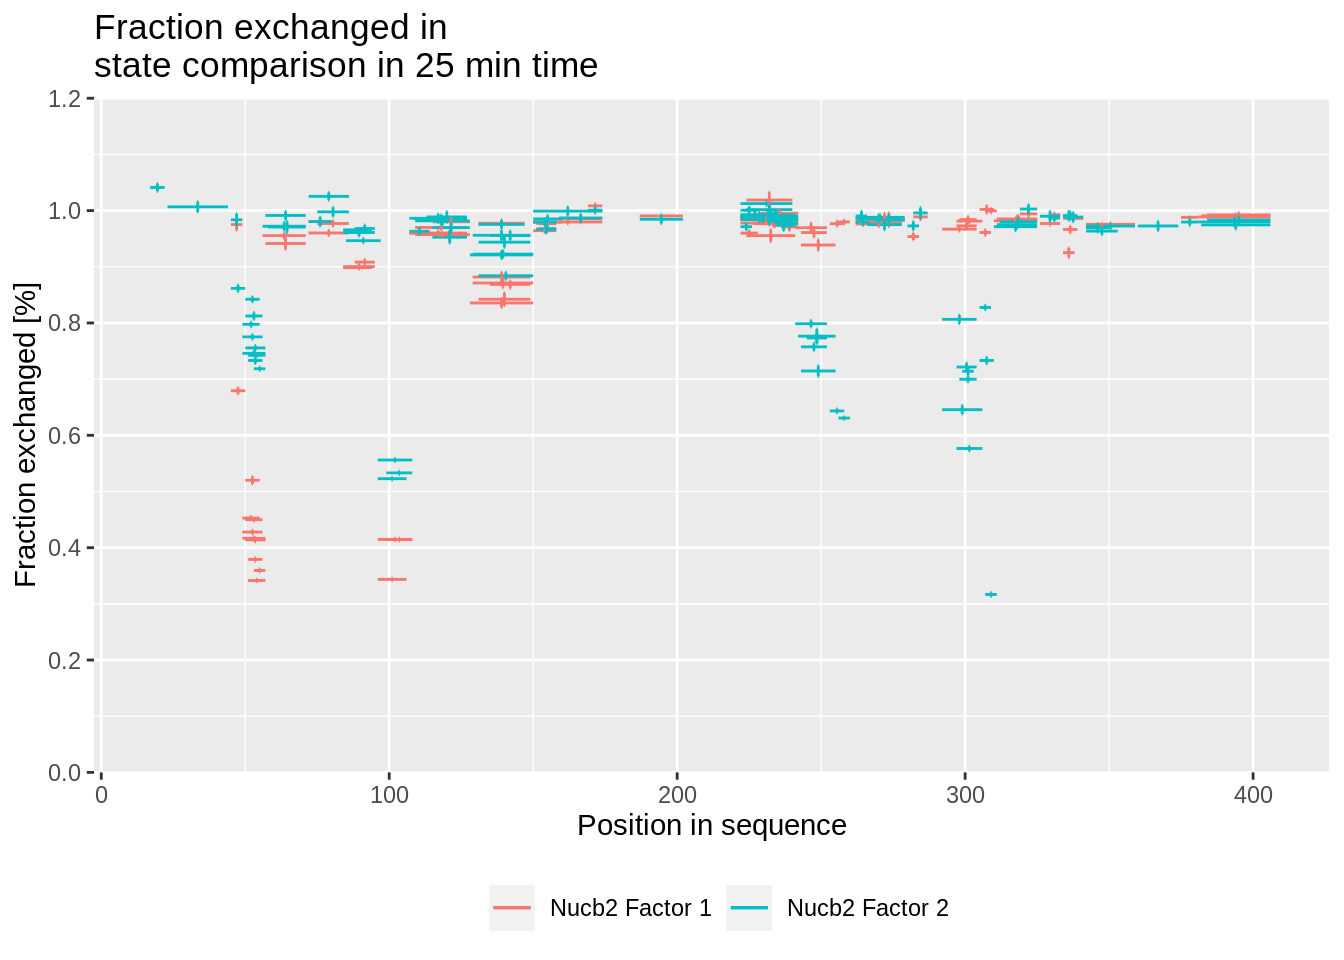 Fraction exchanged in
state comparison in 25 min time
1.2
1.0
0.8
0.6
0.4
0.2
0.0
Fraction exchanged [%]
0 100 200 300 400
Position in sequence
Nucb2 Factor 1 Nucb2 Factor 2